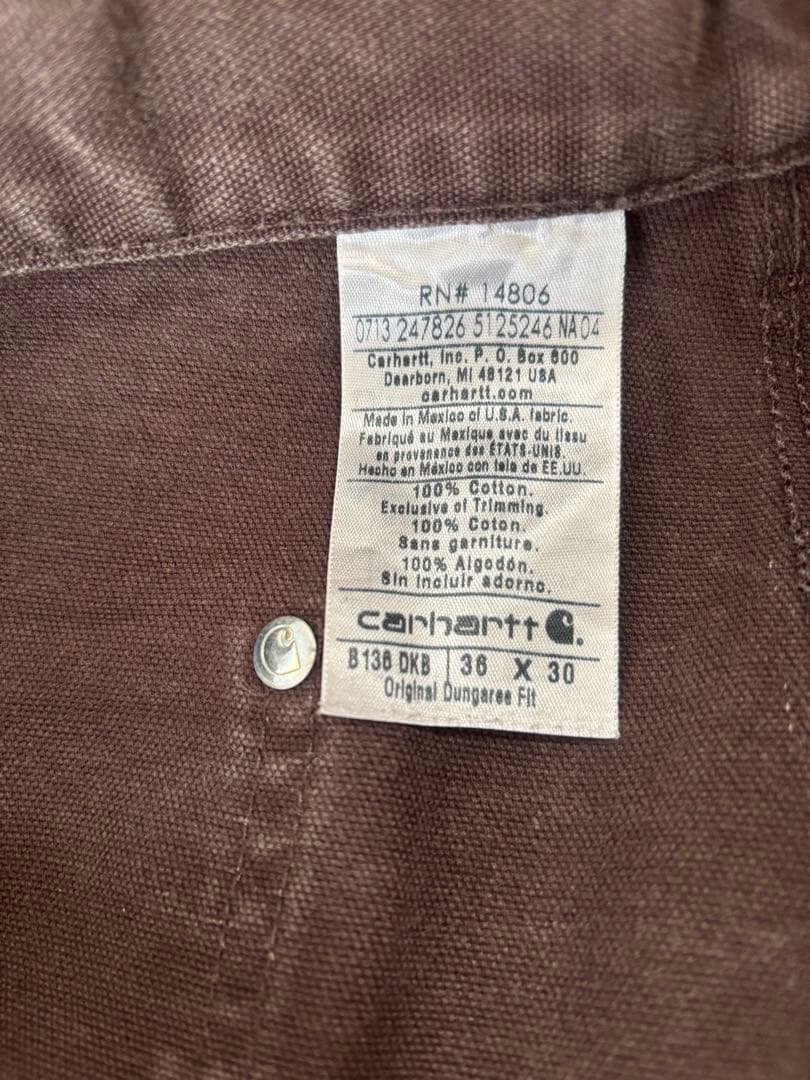 RN# 14806
0713 247826 5125246 NA04
Carhartt, Inc. P. O. Box 600
Dearborn, MI 48121 USA
carhartt.com
Made in Mexico of U.S.A. fabric.
Fabriqué au Mexique avec du tissu
en provenance des ÉTATS-UNIS.
Hecho en México con tela de EE.UU.
100% Cotton.
Exclusive of Trimming.
100% Coton.
Sans garniture.
100% Algodón.
Sin incluir adorno.
carhartt
B136 DKB 36 X 30
Original Dungaree Fit